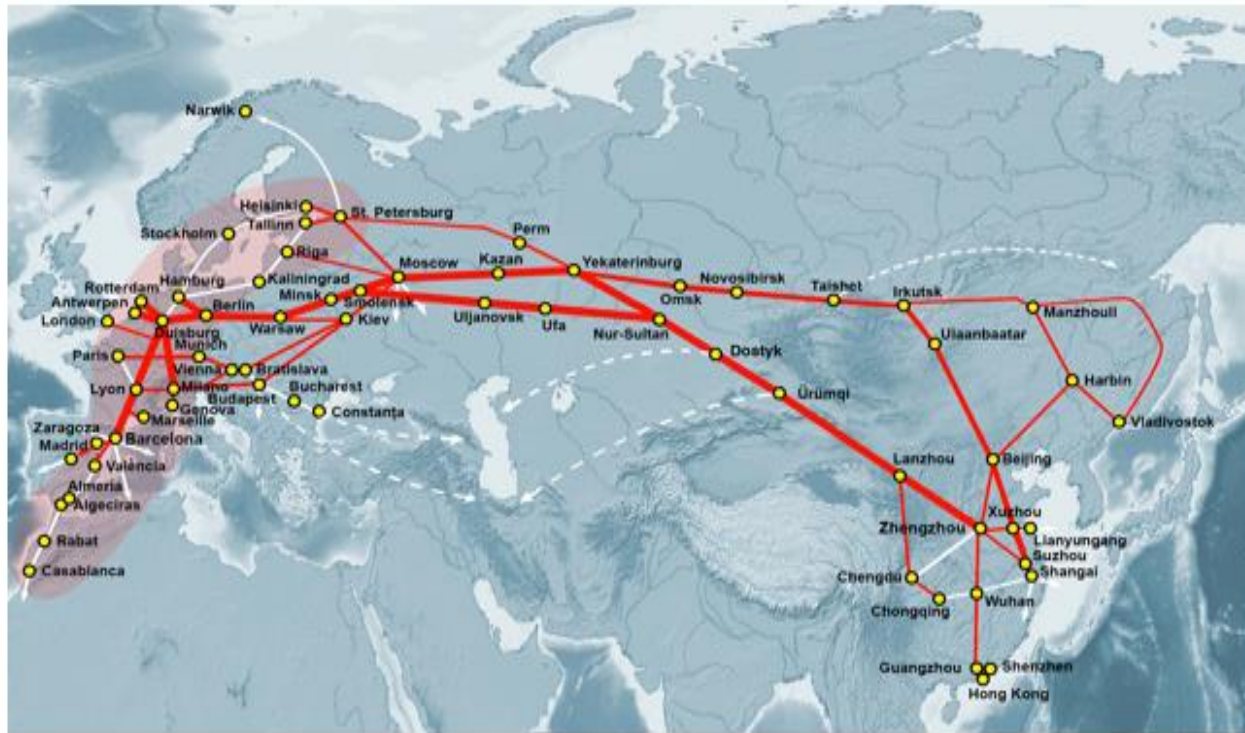 Narwik
Helsinki
Tallinn
St. Petersburg
Stockholm
Perm
Riga
Moscow
Kazan
Yekaterinburg
Kaliningrad
Hamburg
Rotterdam
Antwerpen
London
Minsk
Smolensk
Berlin
Duisburg
Warsaw
Kiev
Uljanovsk
Ufa
Nur-Sultan
Omsk
Novosibirsk
Taishet
Irkutsk
Manzhouli
Ulaanbaatar
Munich
Paris
Vienna
Bratislava
Dostyk
Harbin
Lyon
Milano
Budapest
Bucharest
Ürümqi
Genova
Constanța
Vladivostok
Marseille
Zaragoza
Madrid
Barcelona
València
Lanzhou
Beijing
Almeria
Algeciras
Xuzhou
Zhengzhou
Lianyungang
Rabat
Suzhou
Shangai
Casablanca
Chengdu
Chongqing
Wuhan
Guangzhou
Shenzhen
Hong Kong